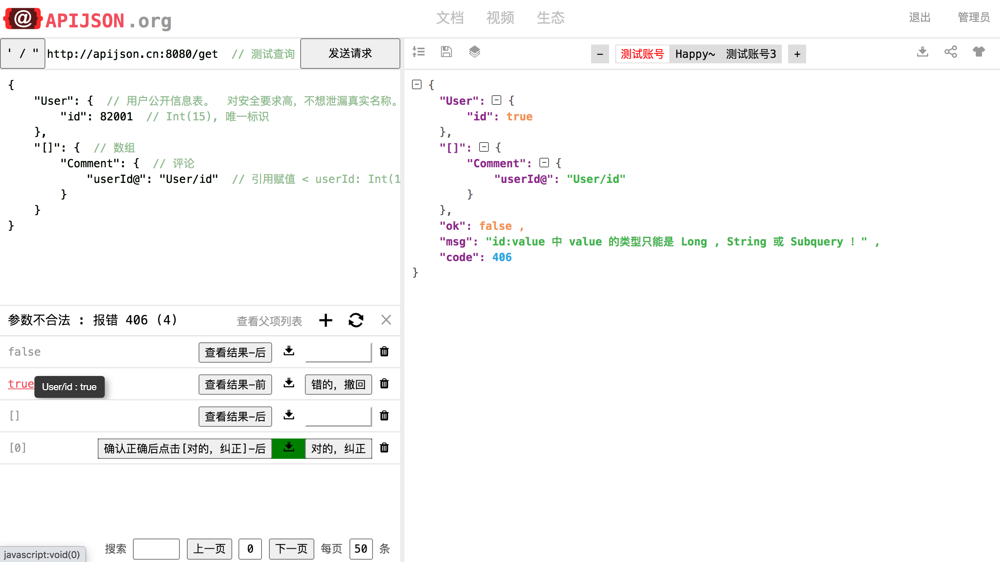 {@} APIJSON.org
文档 视频 生态
退出 管理员
' / " http://apijson.cn:8080/get // 测试查询 发送请求
{
"User": { // 用户公开信息表。 对安全要求高，不想泄漏真实名称。
"id": 82001 // Int(15), 唯一标识
},
"[]": { // 数组
"Comment": { // 评论
"userId@": "User/id" // 引用赋值 < userId: Int(1
}
}
}
- 测试账号 Happy~ 测试账号3 +
{
"User": {
"id": true
},
"[]": {
"Comment": {
"userId@": "User/id"
}
},
"ok": false ,
"msg": "id:value 中 value 的类型只能是 Long , String 或 Subquery ! " ,
"code": 406
}
参数不合法 : 报错 406 (4) 查看父项列表
false 查看结果-后
true User/id : true 查看结果-前 错的，撤回
[] 查看结果-后
[0] 确认正确后点击[对的，纠正]-后 对的，纠正
搜索 上一页 0 下一页 每页 50 条
javascript:void(0)